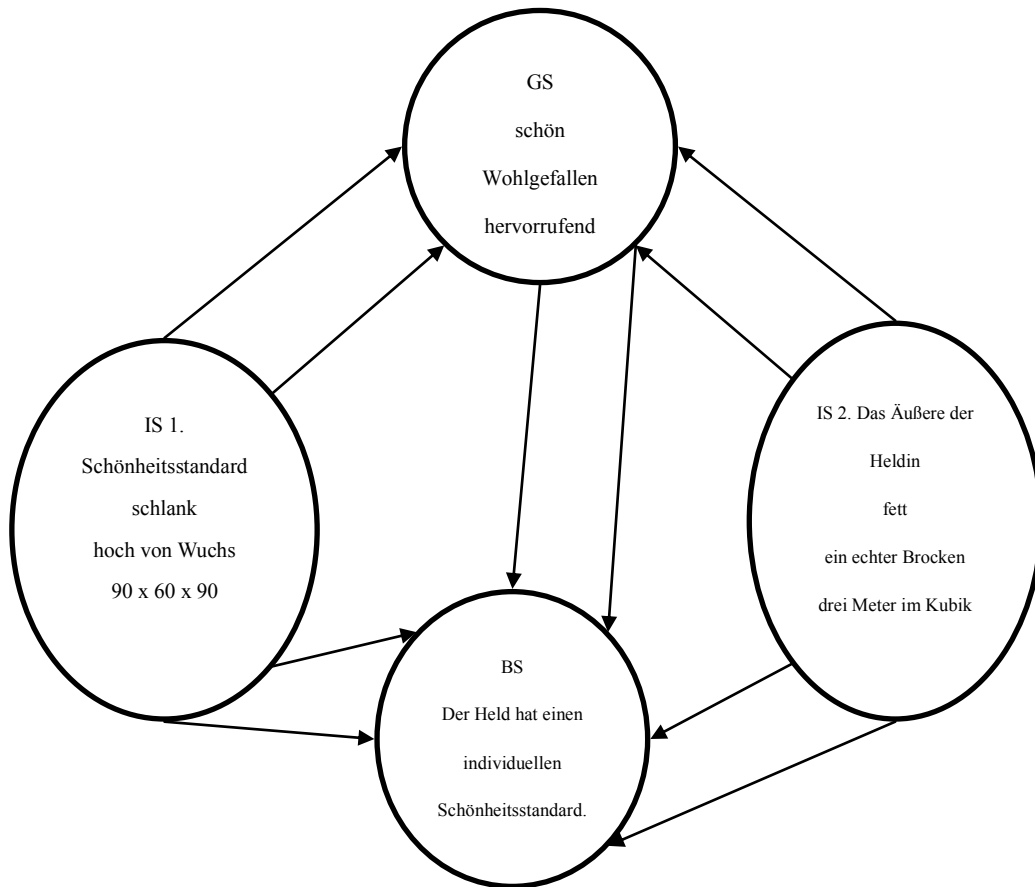 GS
schön
Wohlgefallen
hervorrufend
IS 1.
Schönheitsstandard
schlank
hoch von Wuchs
90 x 60 x 90
IS 2. Das Äußere der
Heldin
fett
ein echter Brocken
drei Meter im Kubik
BS
Der Held hat einen
individuellen
Schönheitsstandard.